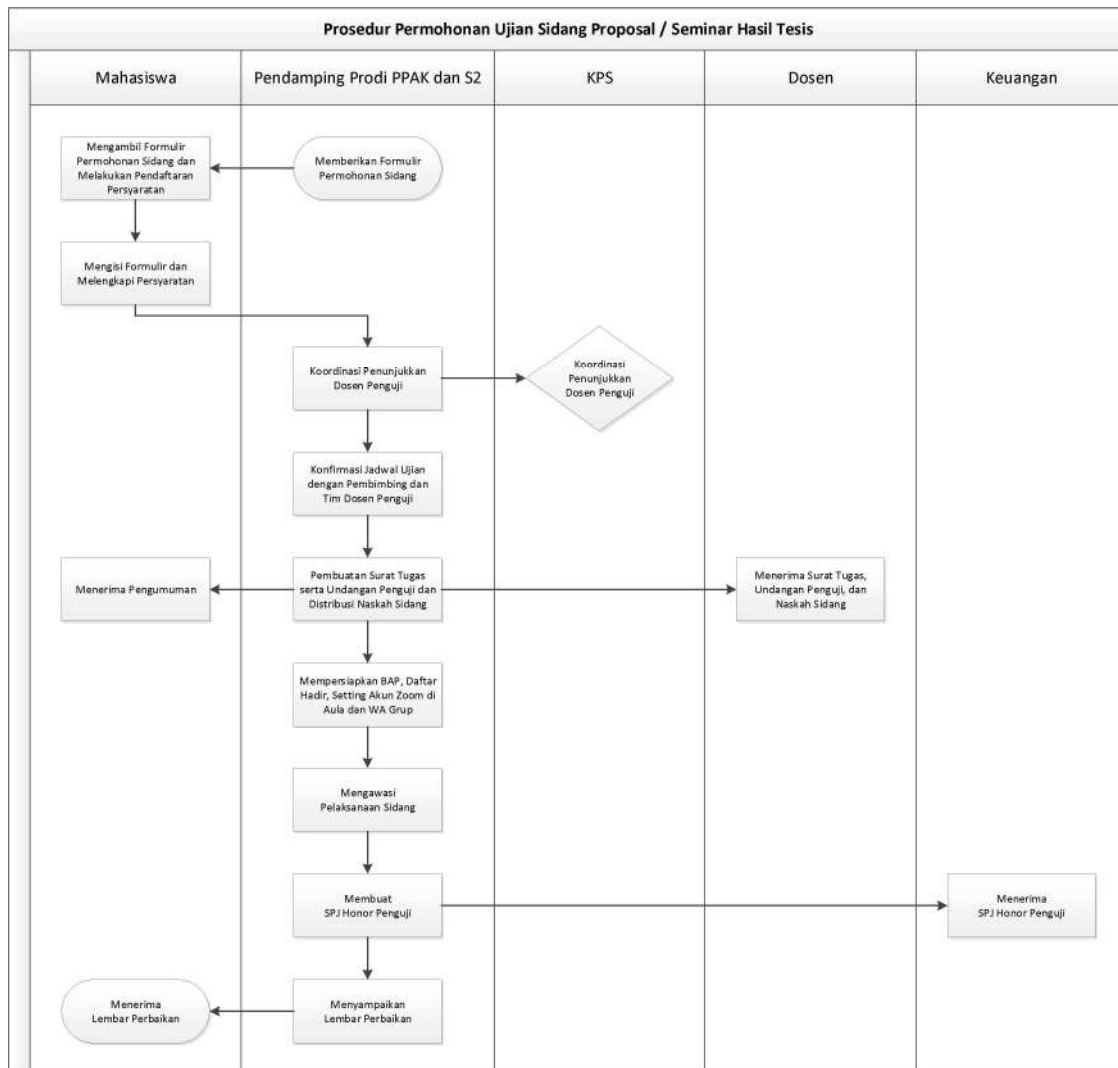 Prosedur Permohonan Ujian Sidang Proposal / Seminar Hasil Tesis
Mahasiswa
Pendamping Prodi PPAK dan S2
KPS
Dosen
Keuangan
Mengambil Formulir
Permohonan Sidang dan
Melakukan Pendaftaran
Persyaratan
Memberikan Formulir
Permohonan Sidang
Mengisi Formulir dan
Melengkapi Persyaratan
Koordinasi Penunjukkan
Dosen Penguji
Koordinasi
Penunjukkan
Dosen Penguji
Konfirmasi Jadwal Ujian
dengan Pembimbing dan
Tim Dosen Penguji
Menerima Pengumuman
Pembuatan Surat Tugas
serta Undangan Penguji dan
Distribusi Naskah Sidang
Menerima Surat Tugas,
Undangan Penguji, dan
Naskah Sidang
Mempersiapkan BAP, Daftar
Hadir, Setting Akun Zoom di
Aula dan WA Grup
Mengawasi
Pelaksanaan Sidang
Membuat
SPJ Honor Penguji
Menerima
SPJ Honor Penguji
Menerima
Lembar Perbaikan
Menyampaikan
Lembar Perbaikan